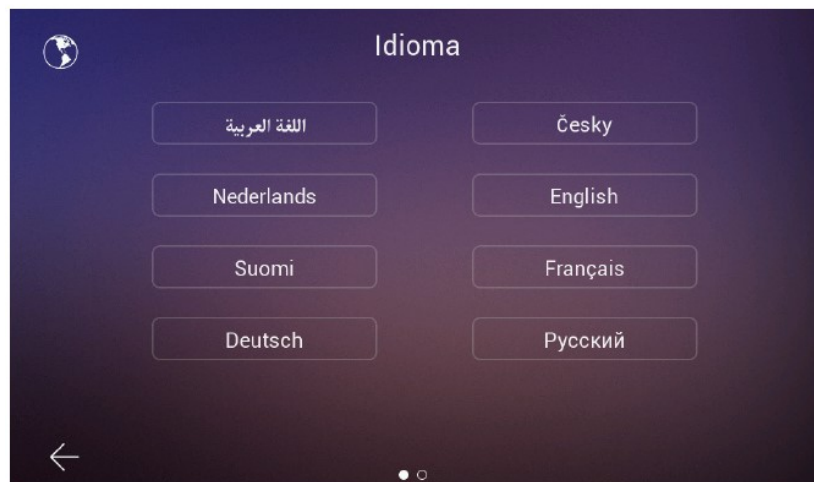 Idioma
اللغة العربية
Česky
Nederlands
English
Suomi
Français
Deutsch
Русский